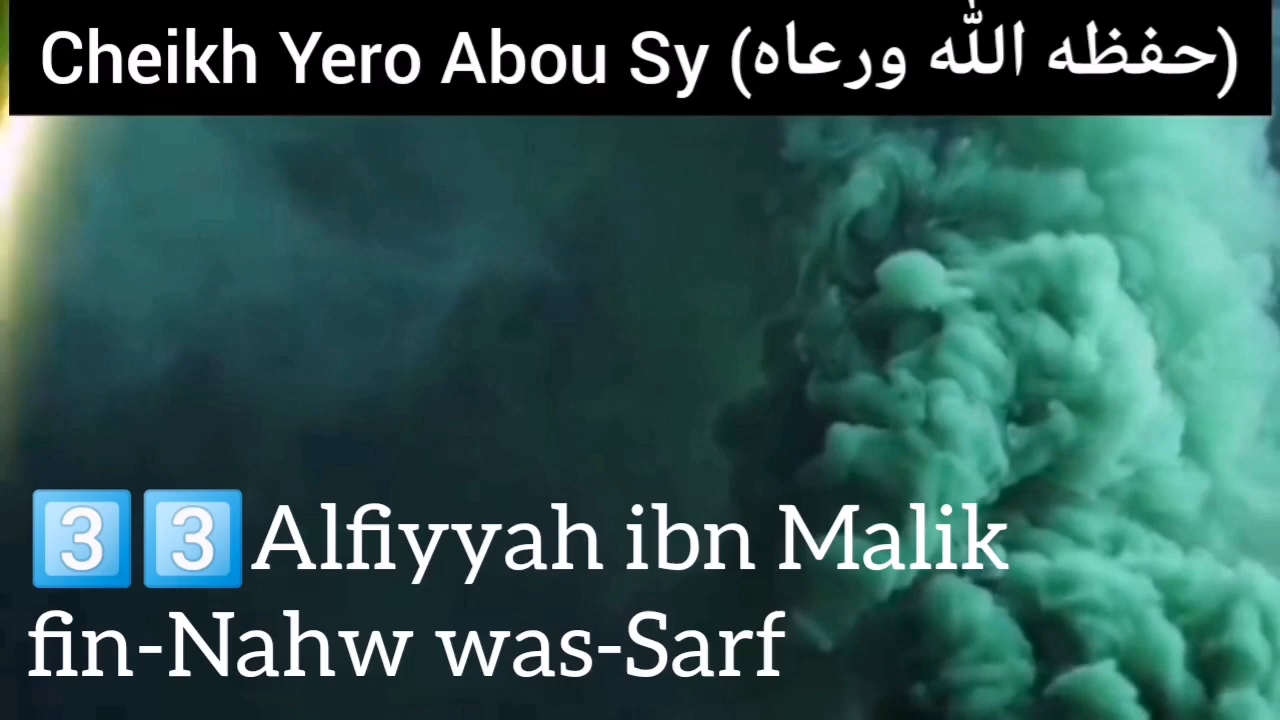 Cheikh Yero Abou Sy (حفظه الله ورعاه)
3️⃣3️⃣Alfiyyah ibn Malik
fin-Nahw was-Sarf